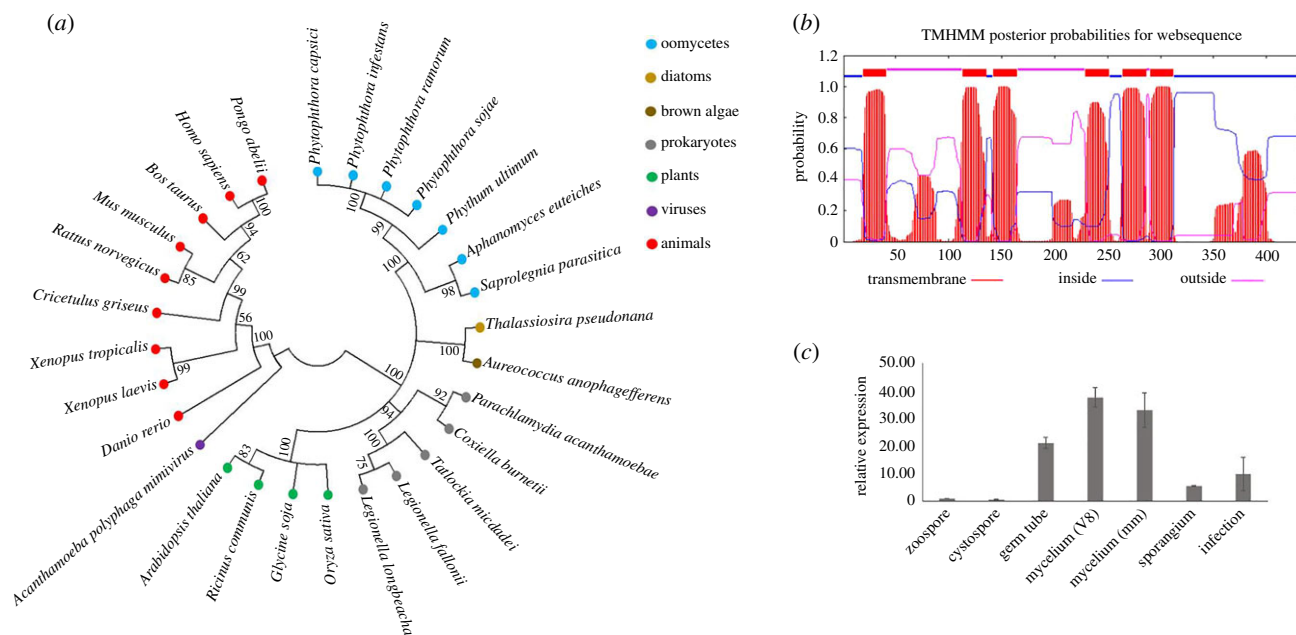 (a)
Phytophthora capsici
Phytophthora infestans
Phytophthora ramorum
Phytophthora sojae
Phythum ultimum
Aphanomyces euteiches
Saprolegnia parasitica
Thalassiosira pseudonana
Aureococcus anophagefferens
Parachlamydia acanthamoebae
Coxiella burnetii
Tatlockia micdadei
Legionella fallonii
Legionella longbeacha
Oryza sativa
Glycine soja
Ricinus communis
Arabidopsis thaliana
Acanthamoeba polyphaga mimivirus
Danio rerio
Xenopus laevis
Xenopus tropicalis
Cricetulus griseus
Rattus norvegicus
Mus musculus
Bos taurus
Homo sapiens
Pongo abelii
100
99
100
98
100
100
92
94
100
75
100
83
100
56
99
99
62
85
94
100
oomycetes
diatoms
brown algae
prokaryotes
plants
viruses
animals
(b)
TMHMM posterior probabilities for websequence
probability
1.2
1.0
0.8
0.6
0.4
0.2
0
50 100 150 200 250 300 350 400
transmembrane inside outside
(c)
relative expression
50.00
40.00
30.00
20.00
10.00
0
zoospore
cystospore
germ tube
mycelium (V8)
mycelium (mm)
sporangium
infection